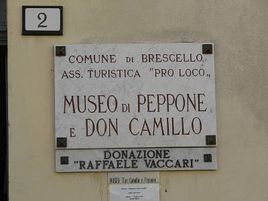 2
COMUNE DI BRESCELLO
ASS. TURISTICA "PRO LOCO"
MUSEO DI PEPPONE
E DON CAMILLO
DONAZIONE
"RAFFAELE VACCARI"